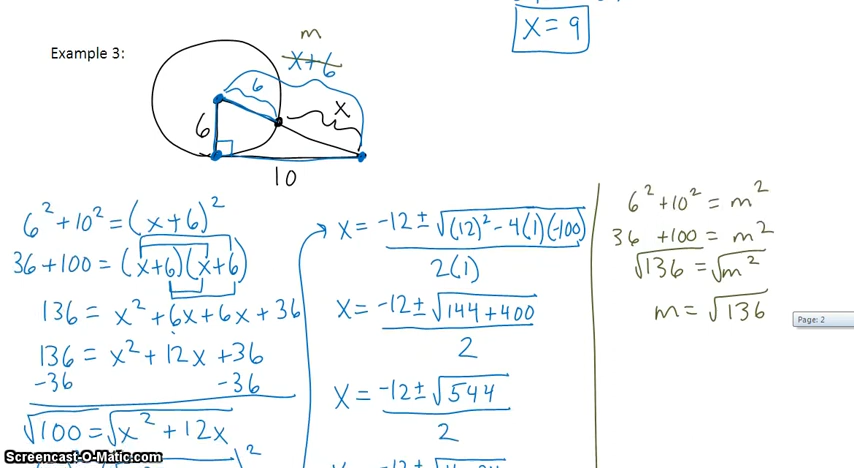 x = 9
Example 3:
m
x+6
6
x
6
10
6² + 10² = (x+6)²
36 + 100 = (x+6)(x+6)
136 = x² + 6x + 6x + 36
136 = x² + 12x + 36
-36 -36
√100 = √x² + 12x
x = -12 ± √(12)² - 4(1)(-100)
2(1)
x = -12 ± √144 + 400
2
x = -12 ± √544
2
6² + 10² = m²
36 + 100 = m²
√136 = √m²
m = √136
Page: 2
Screencast-O-Matic.com